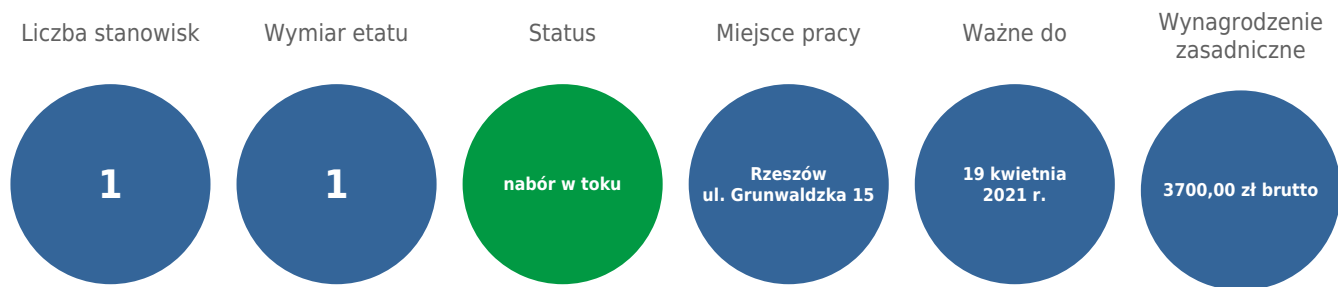 Liczba stanowisk
1
Wymiar etatu
1
Status
nabór w toku
Miejsce pracy
Rzeszów
ul. Grunwaldzka 15
Ważne do
19 kwietnia
2021 r.
Wynagrodzenie
zasadnicze
3700,00 zł brutto